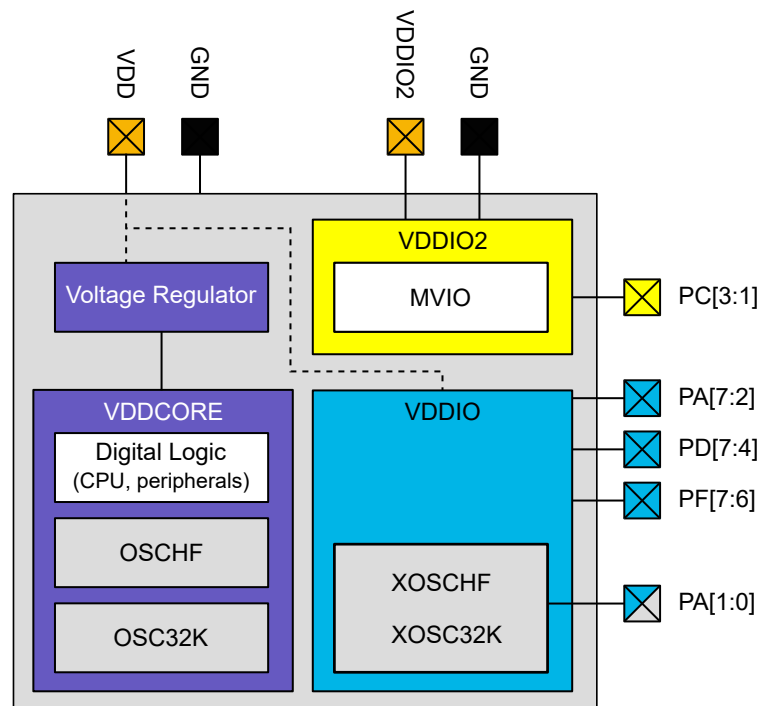 VDD
GND
VDDIO2
GND
VDDIO2
Voltage Regulator
MVIO
PC[3:1]
VDDCORE
VDDIO
PA[7:2]
Digital Logic
(CPU, peripherals)
PD[7:4]
PF[7:6]
OSCHF
XOSCHF
PA[1:0]
OSC32K
XOSC32K